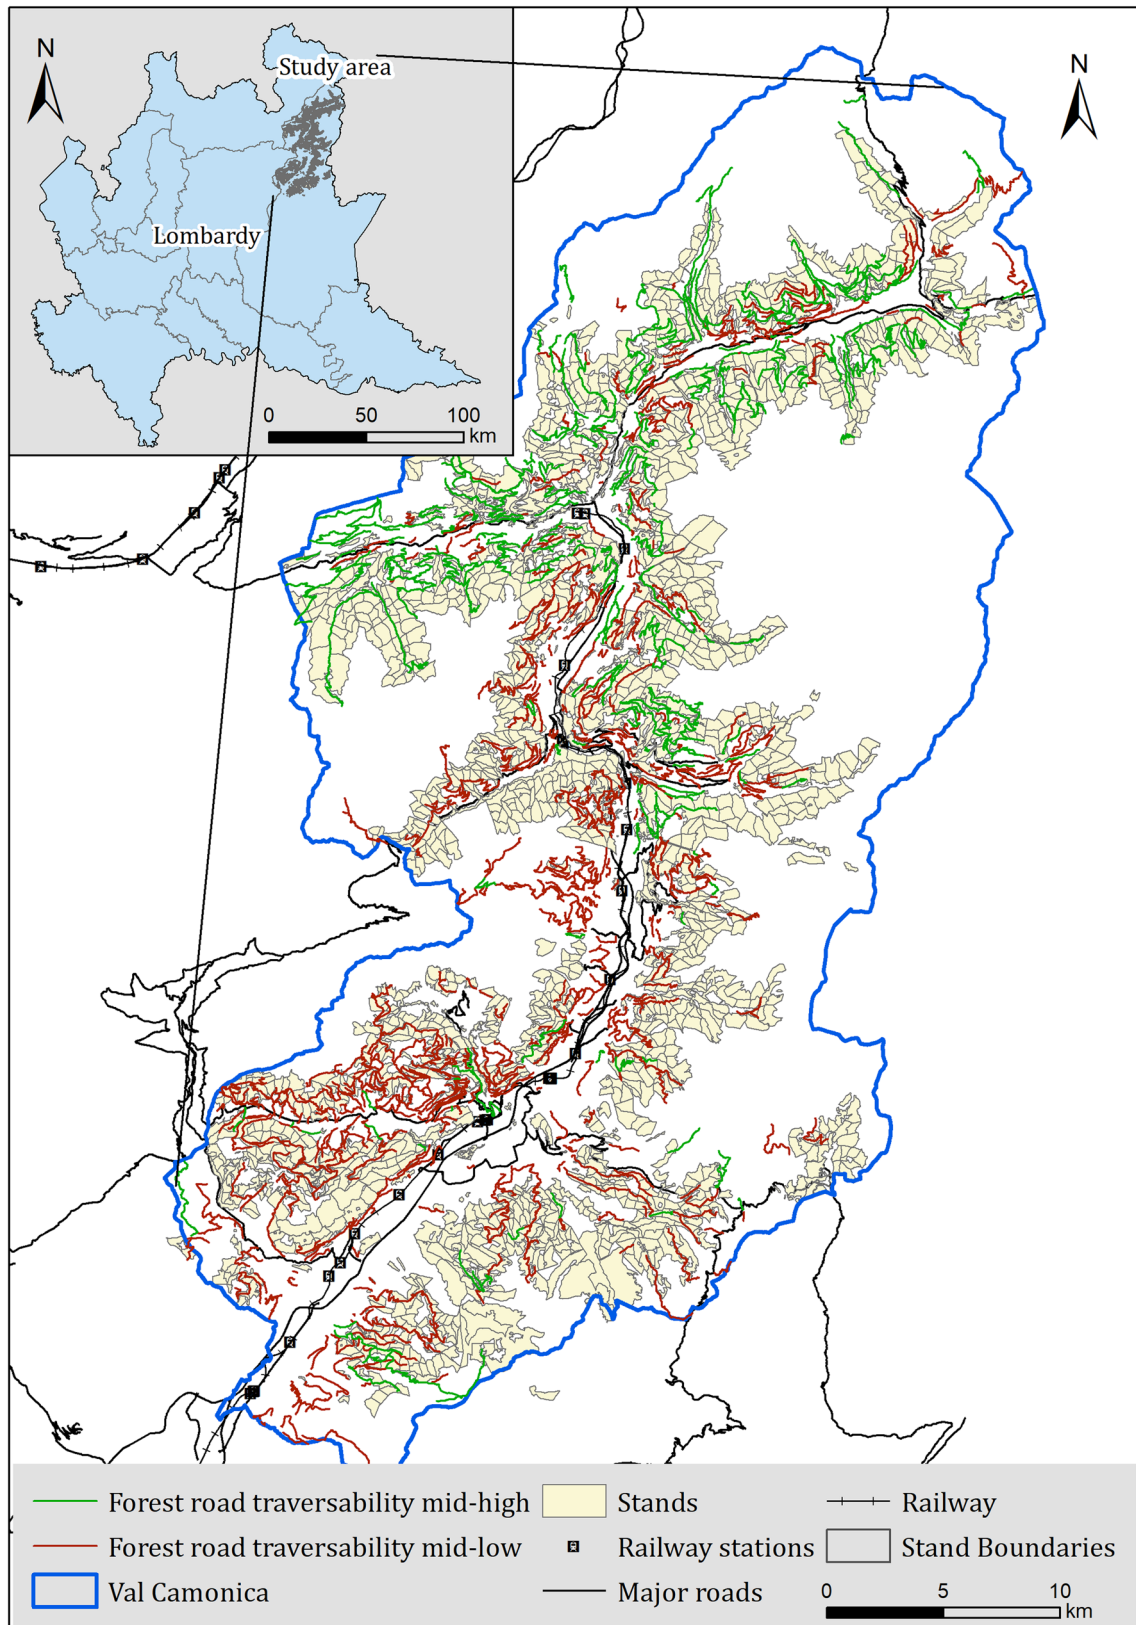 N
Study area
Lombardy
0 50 100
km
N
Forest road traversability mid-high
Stands
Railway
Forest road traversability mid-low
Railway stations
Stand Boundaries
Val Camonica
Major roads
0 5 10
km